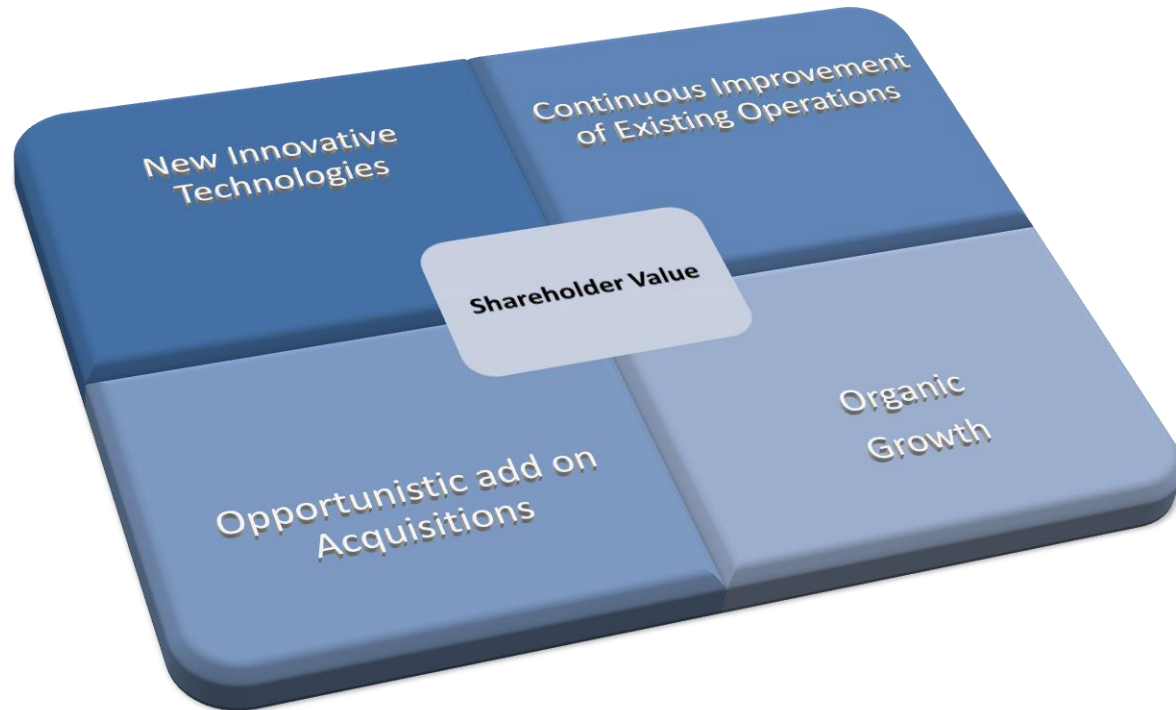 New Innovative
Technologies
Continuous Improvement
of Existing Operations
Shareholder Value
Opportunistic add on
Acquisitions
Organic
Growth